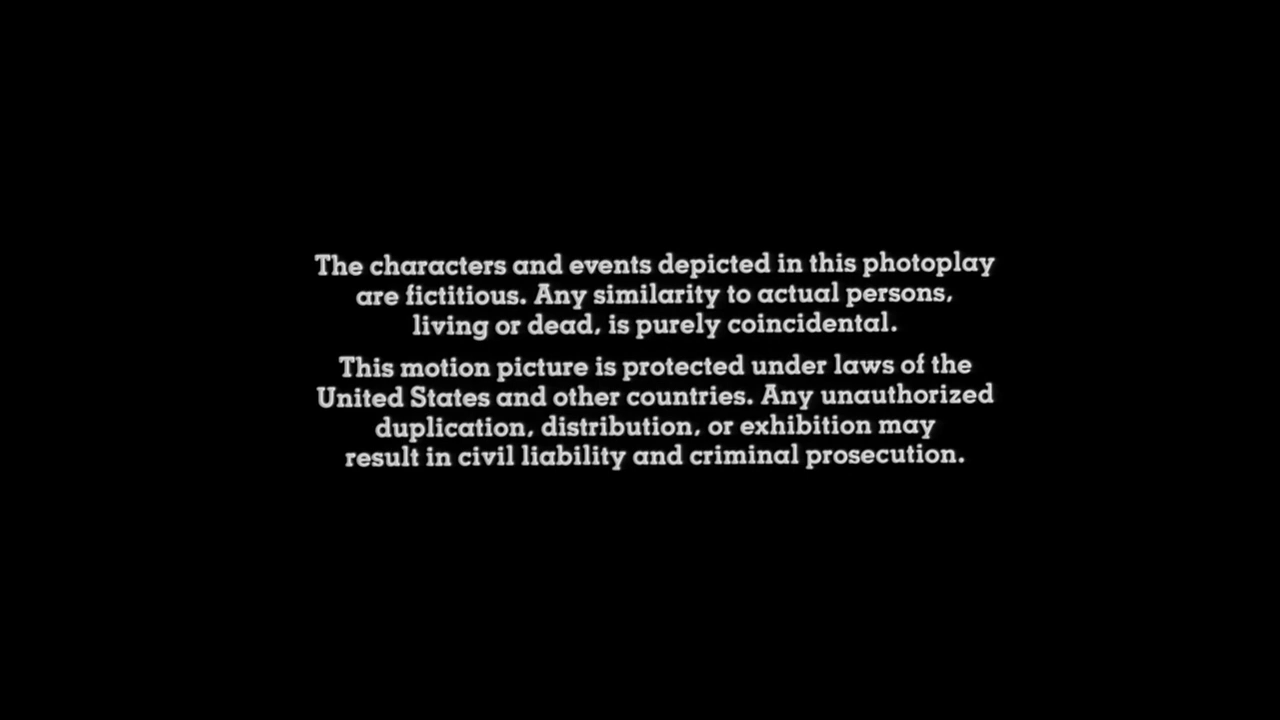 The characters and events depicted in this photoplay
are fictitious. Any similarity to actual persons,
living or dead, is purely coincidental.
This motion picture is protected under laws of the
United States and other countries. Any unauthorized
duplication, distribution, or exhibition may
result in civil liability and criminal prosecution.